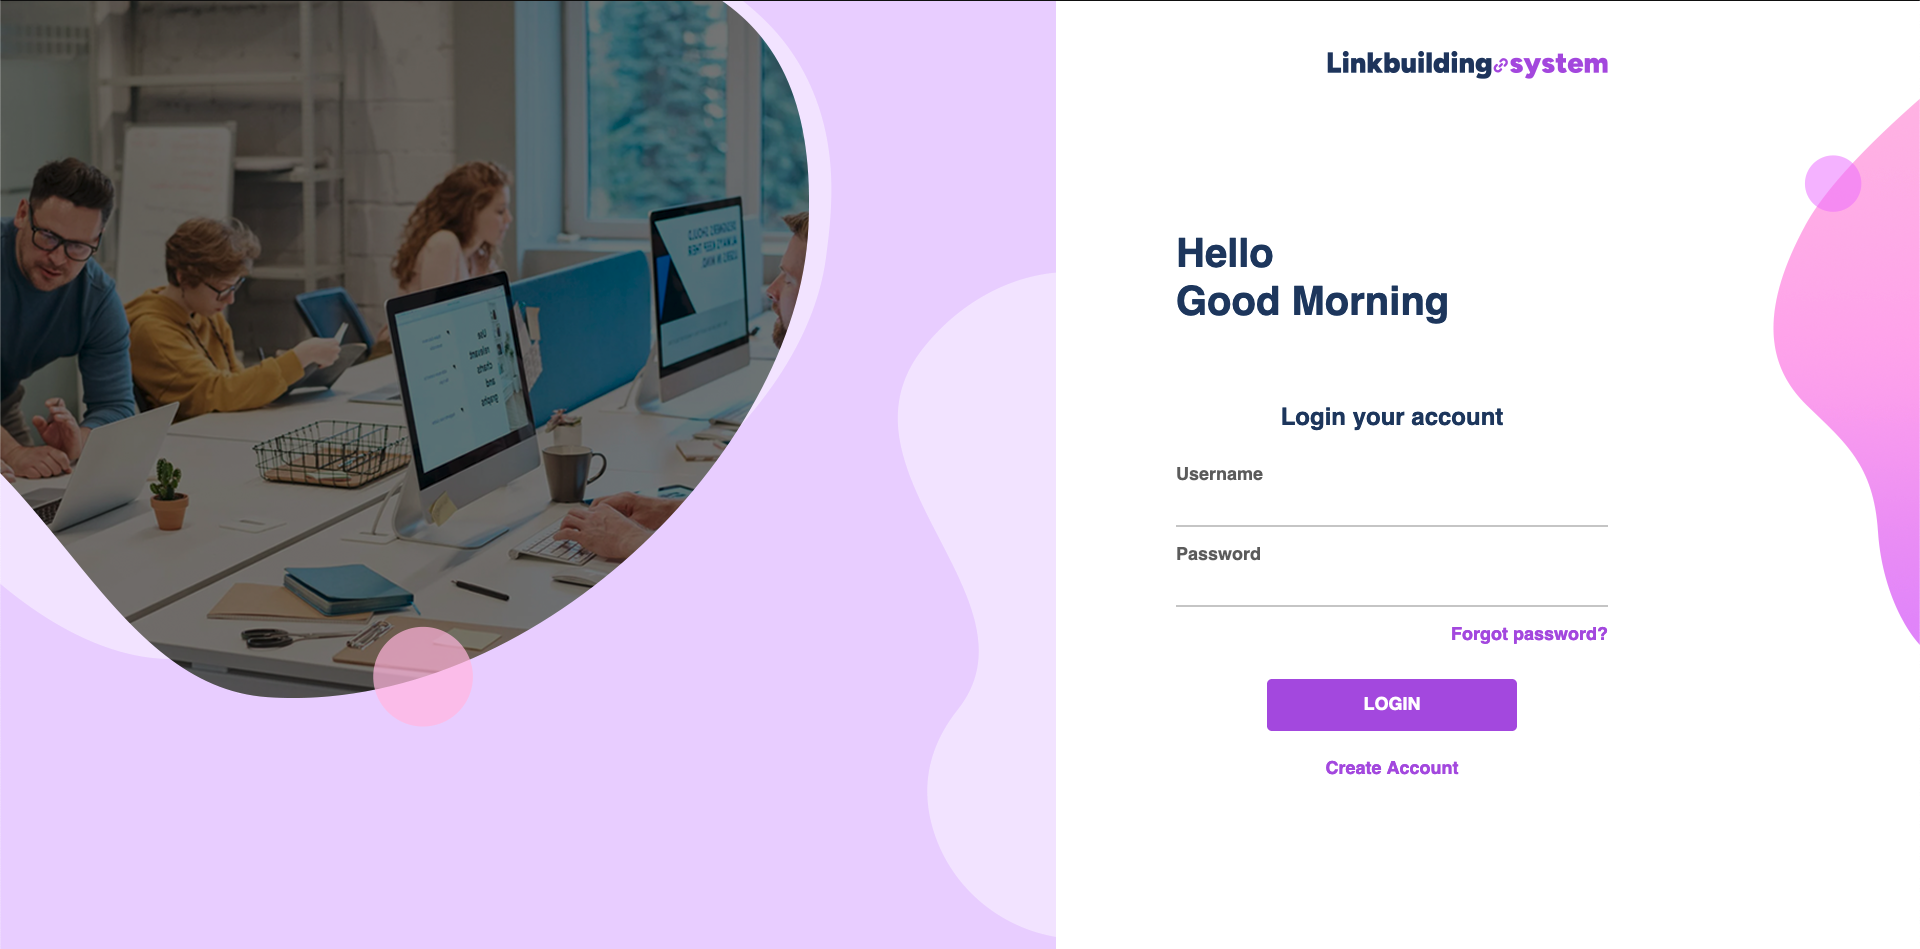 Linkbuilding system
Hello
Good Morning
Login your account
Username
Password
Forgot password?
LOGIN
Create Account